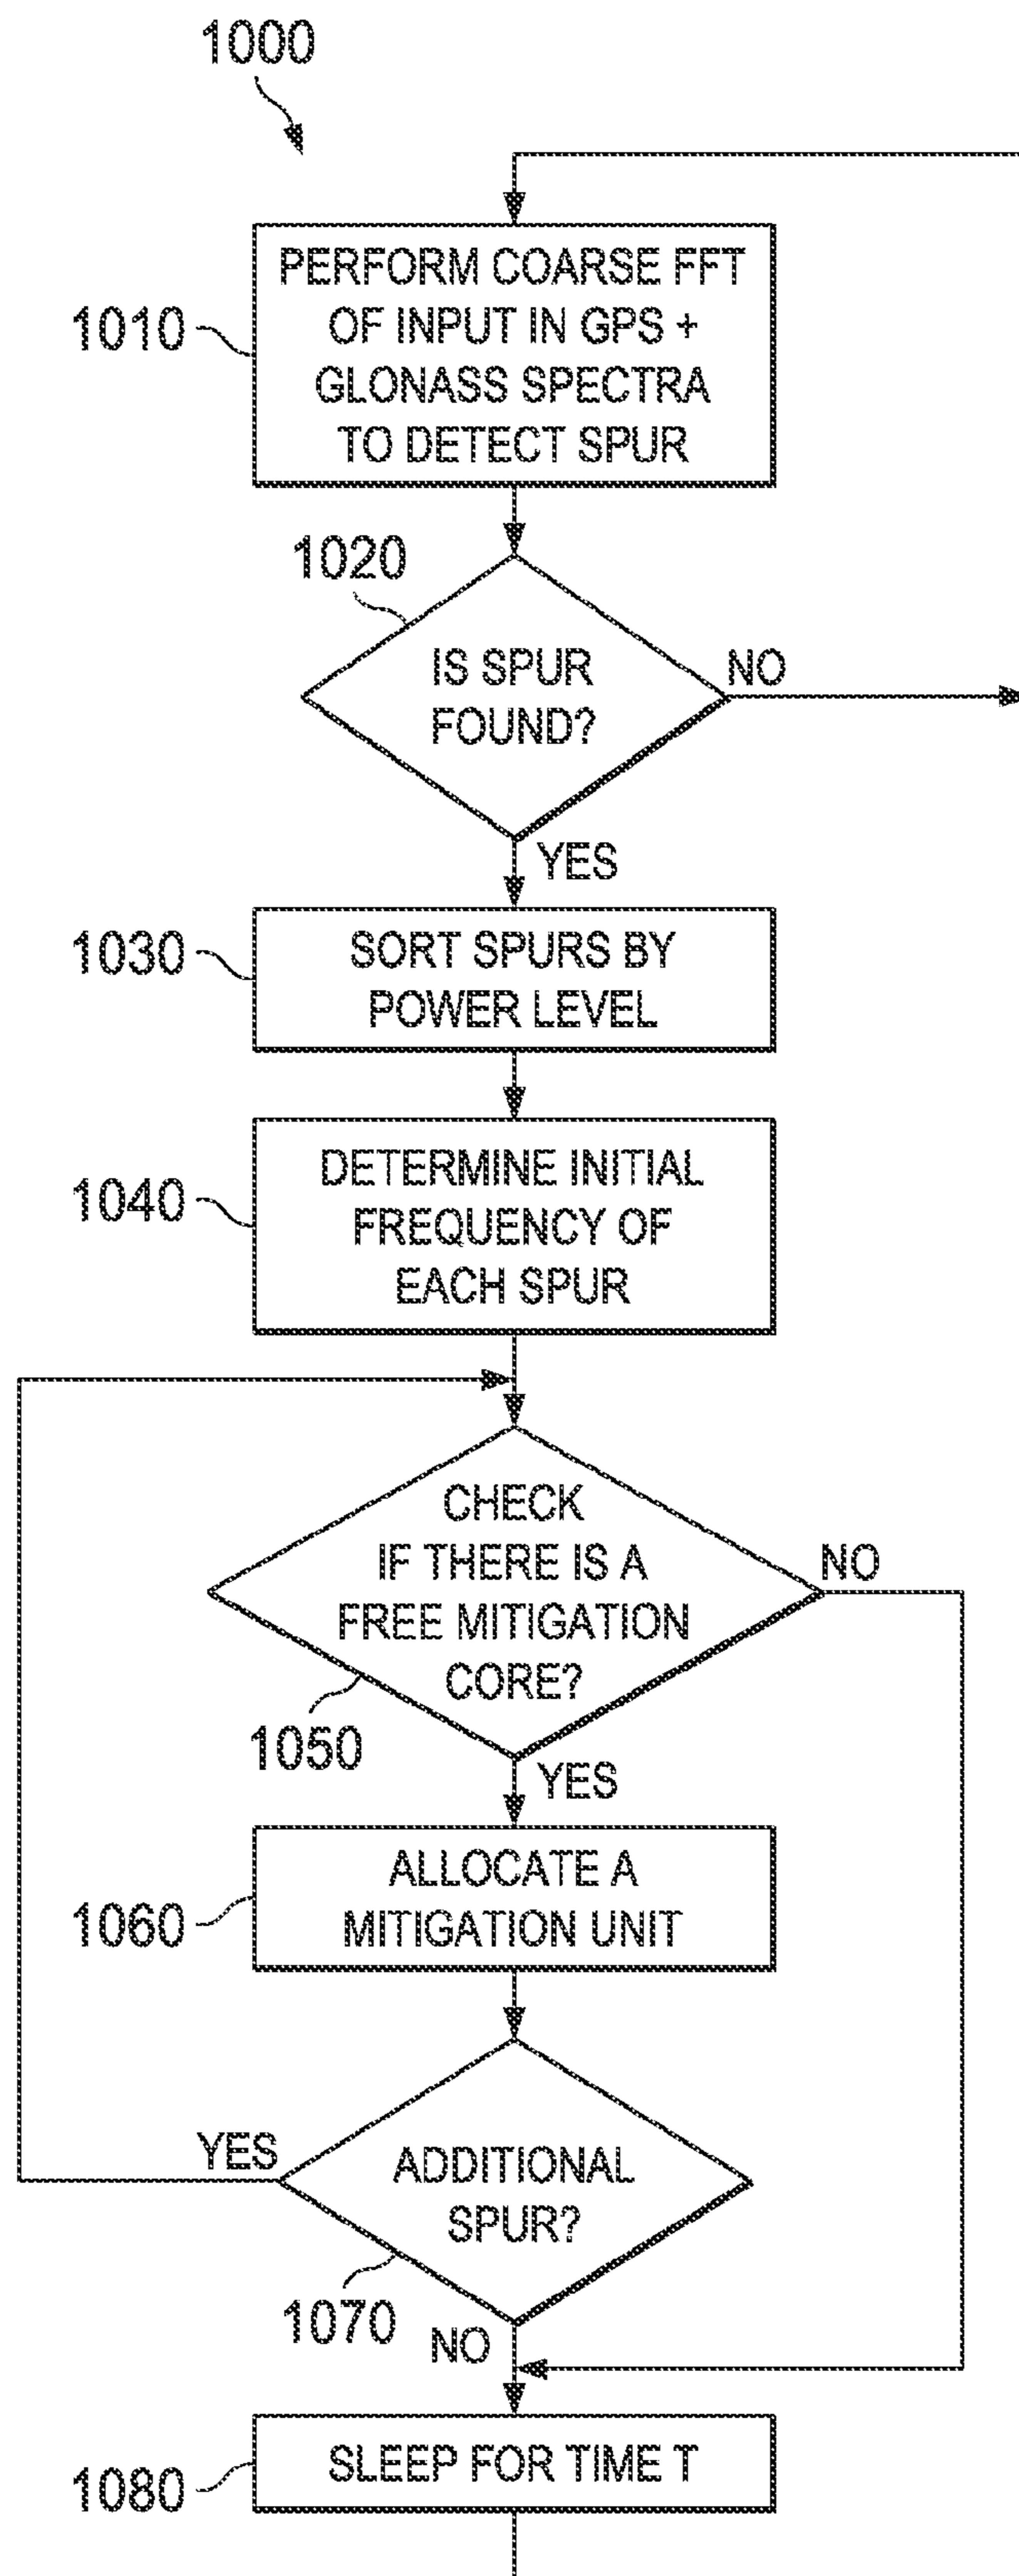 1000
1010
PERFORM COARSE FFT
OF INPUT IN GPS +
GLONASS SPECTRA
TO DETECT SPUR
1020
IS SPUR
FOUND?
NO
YES
1030
SORT SPURS BY
POWER LEVEL
1040
DETERMINE INITIAL
FREQUENCY OF
EACH SPUR
CHECK
IF THERE IS A
FREE MITIGATION
CORE?
NO
1050
YES
1060
ALLOCATE A
MITIGATION UNIT
YES
ADDITIONAL
SPUR?
1070
NO
1080
SLEEP FOR TIME T